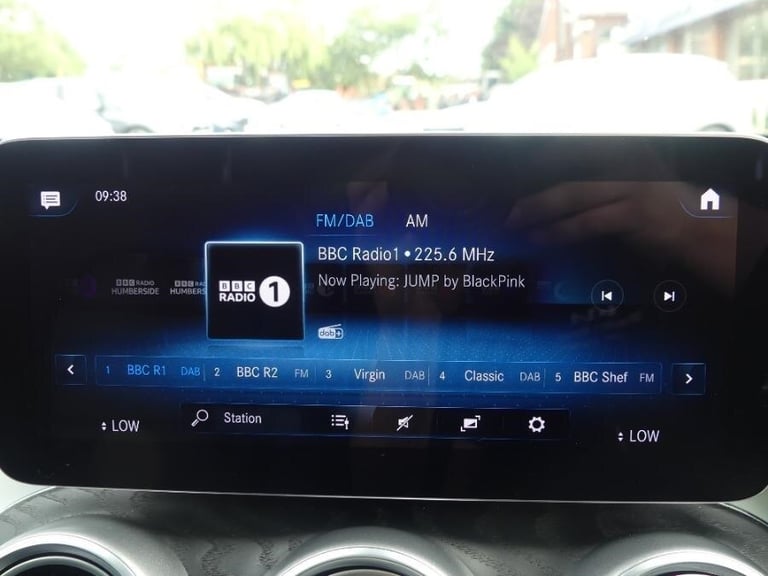 09:38
FM/DAB AM
BBC Radio1 • 225.6 MHz
Now Playing: JUMP by BlackPink
BBC RADIO HUMBERSIDE
BBC RADIO 1
dab+
1 BBC R1 DAB 2 BBC R2 FM 3 Virgin DAB 4 Classic DAB 5 BBC Shef FM
LOW
Station
LOW